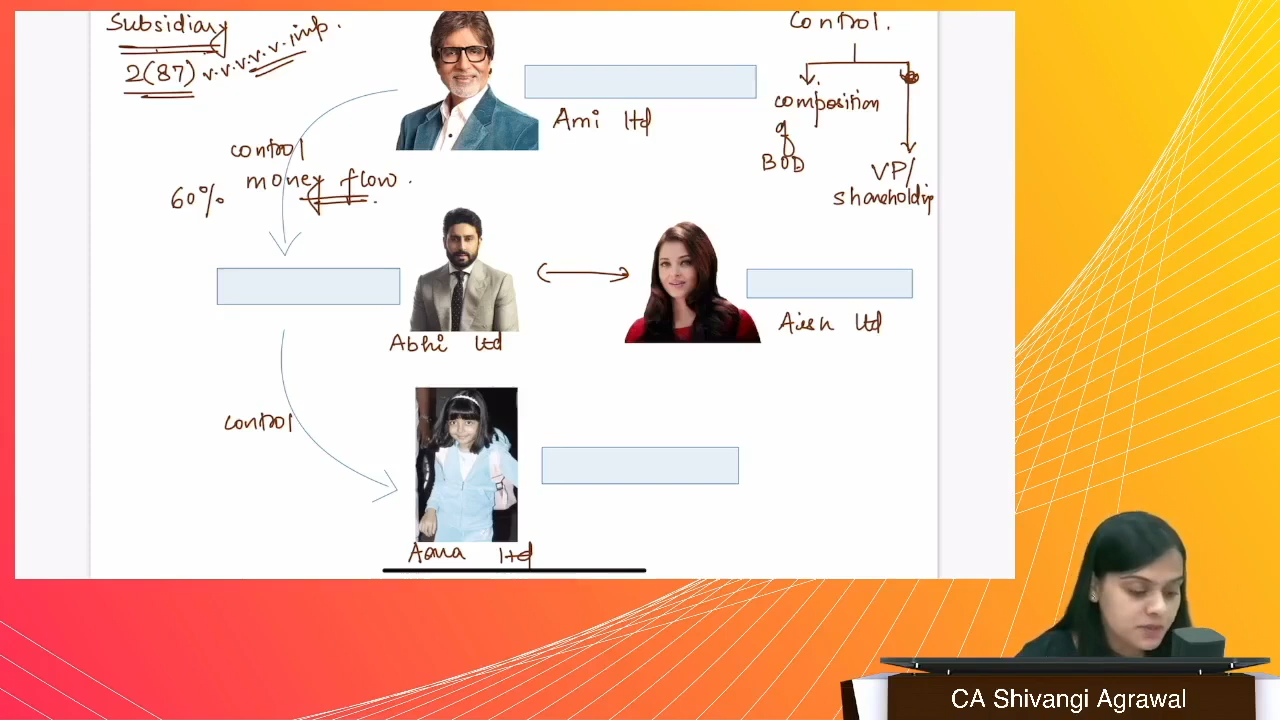 Subsidiary
2(87) v.v.v.v.v. imp.
Control.
composition
of
BOD
VP/
shareholding
Ami ltd
control
money flow.
60%
Abhi ltd
Aish ltd
control
ltd
CA Shivangi Agrawal